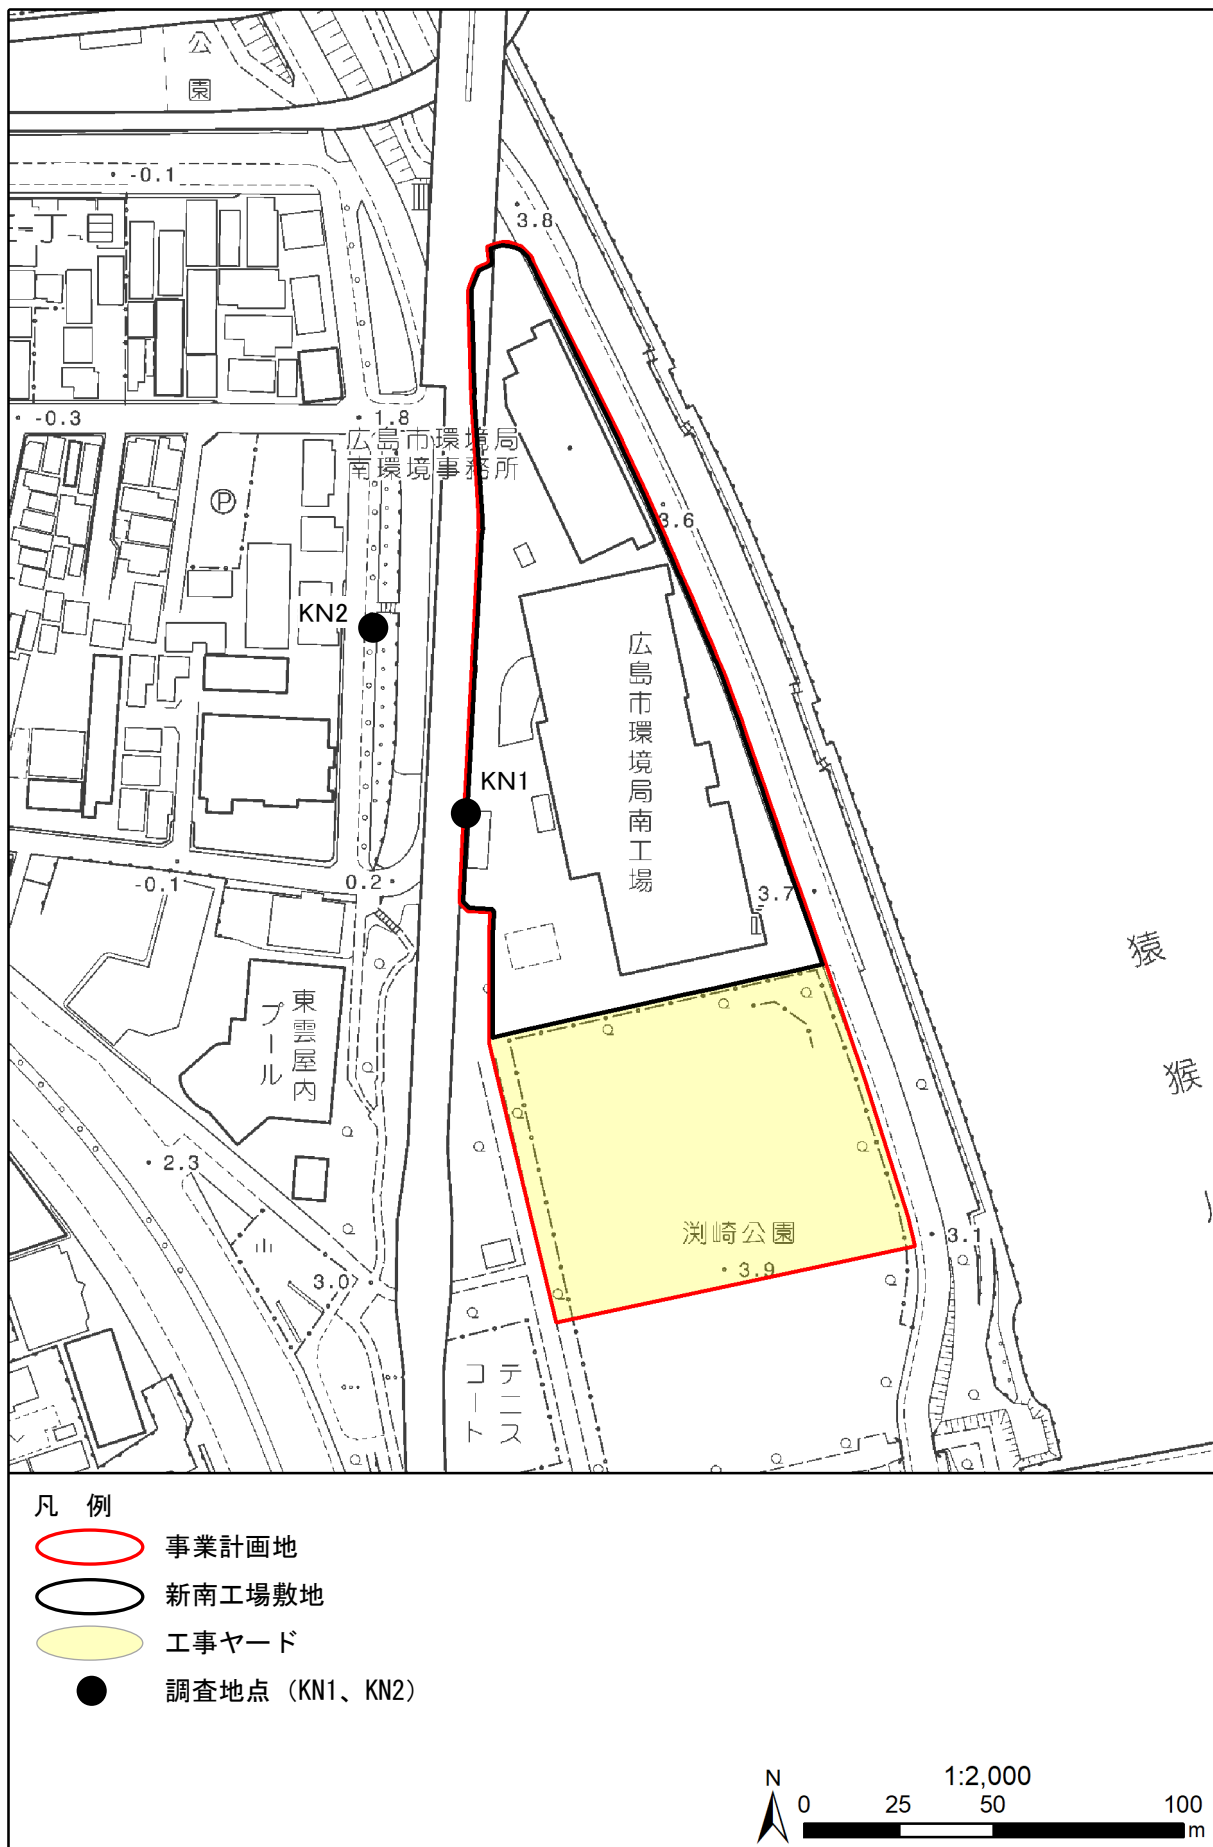 公園
-0.1
3.8
-0.3
1.8
広島市環境局
南環境事務所
P
3.6
KN2
広島市環境局南工場
KN1
-0.1
0.2
3.7
猿猴川
東雲屋内
プール
2.3
渕崎公園
3.1
3.9
3.0
テニス
コート
凡 例
事業計画地
新南工場敷地
工事ヤード
調査地点（KN1、KN2）
N
1:2,000
0 25 50 100
m